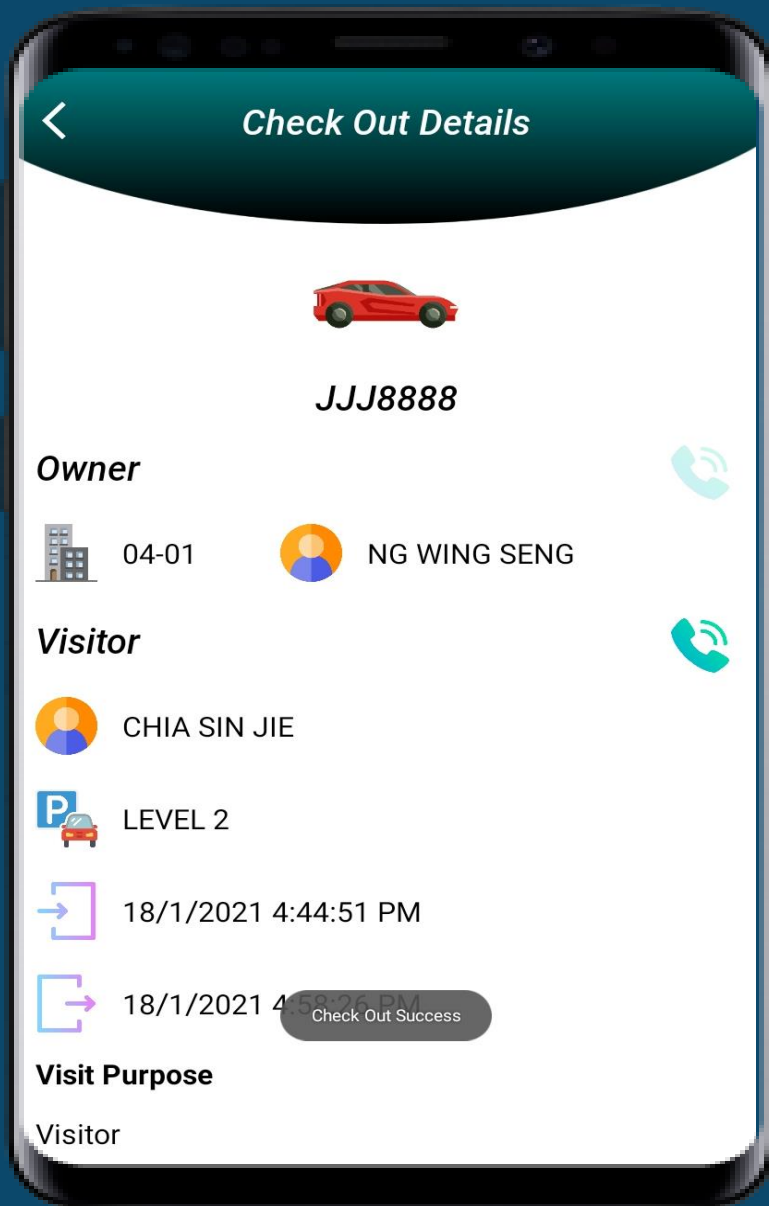 Check Out Details
JJJ8888
Owner
04-01 NG WING SENG
Visitor
CHIA SIN JIE
P LEVEL 2
18/1/2021 4:44:51 PM
18/1/2021 4:58:26 PM
Check Out Success
Visit Purpose
Visitor